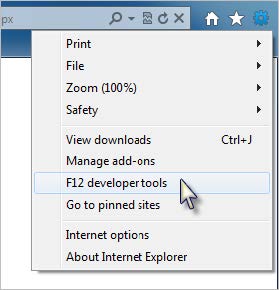 px
Print
File
Zoom (100%)
Safety
View downloads Ctrl+J
Manage add-ons
F12 developer tools
Go to pinned sites
Internet options
About Internet Explorer